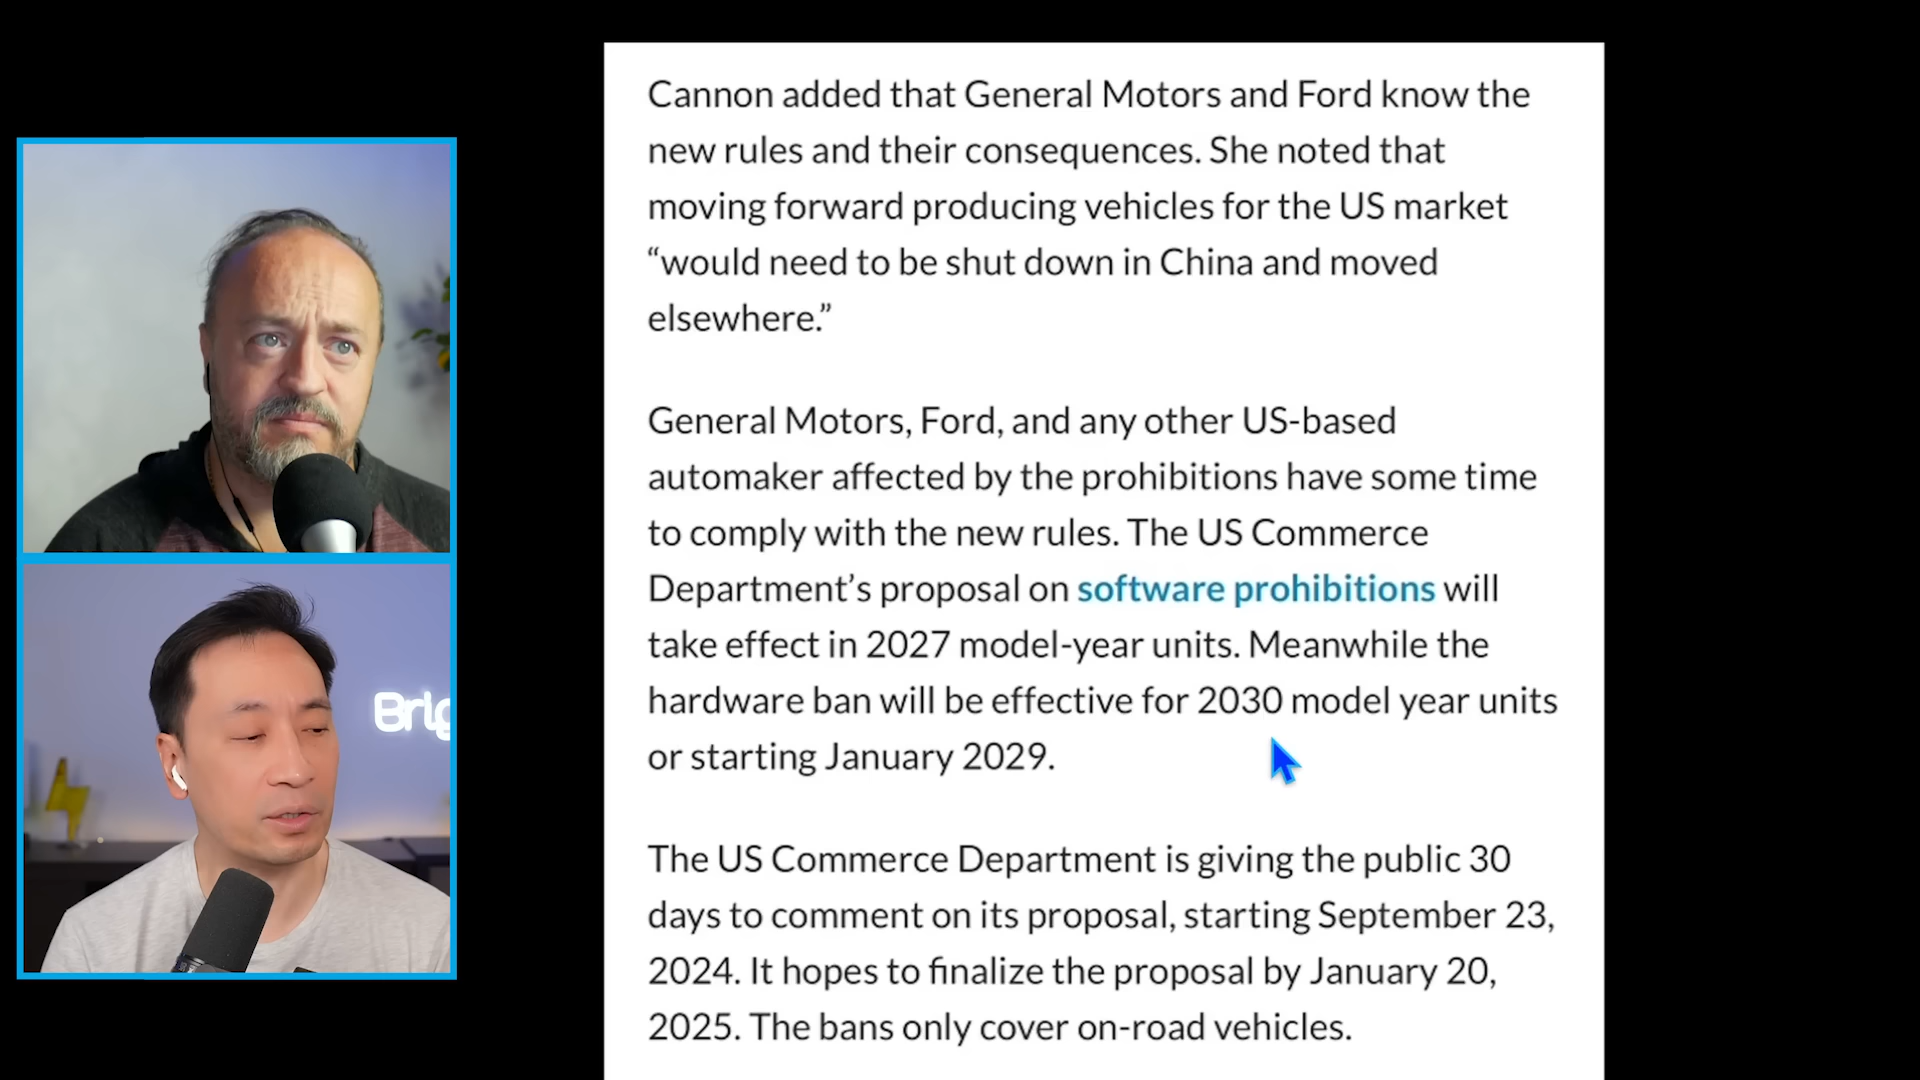 Cannon added that General Motors and Ford know the
new rules and their consequences. She noted that
moving forward producing vehicles for the US market
“would need to be shut down in China and moved
elsewhere.”
General Motors, Ford, and any other US-based
automaker affected by the prohibitions have some time
to comply with the new rules. The US Commerce
Department’s proposal on software prohibitions will
take effect in 2027 model-year units. Meanwhile the
hardware ban will be effective for 2030 model year units
or starting January 2029.
The US Commerce Department is giving the public 30
days to comment on its proposal, starting September 23,
2024. It hopes to finalize the proposal by January 20,
2025. The bans only cover on-road vehicles.
Brig